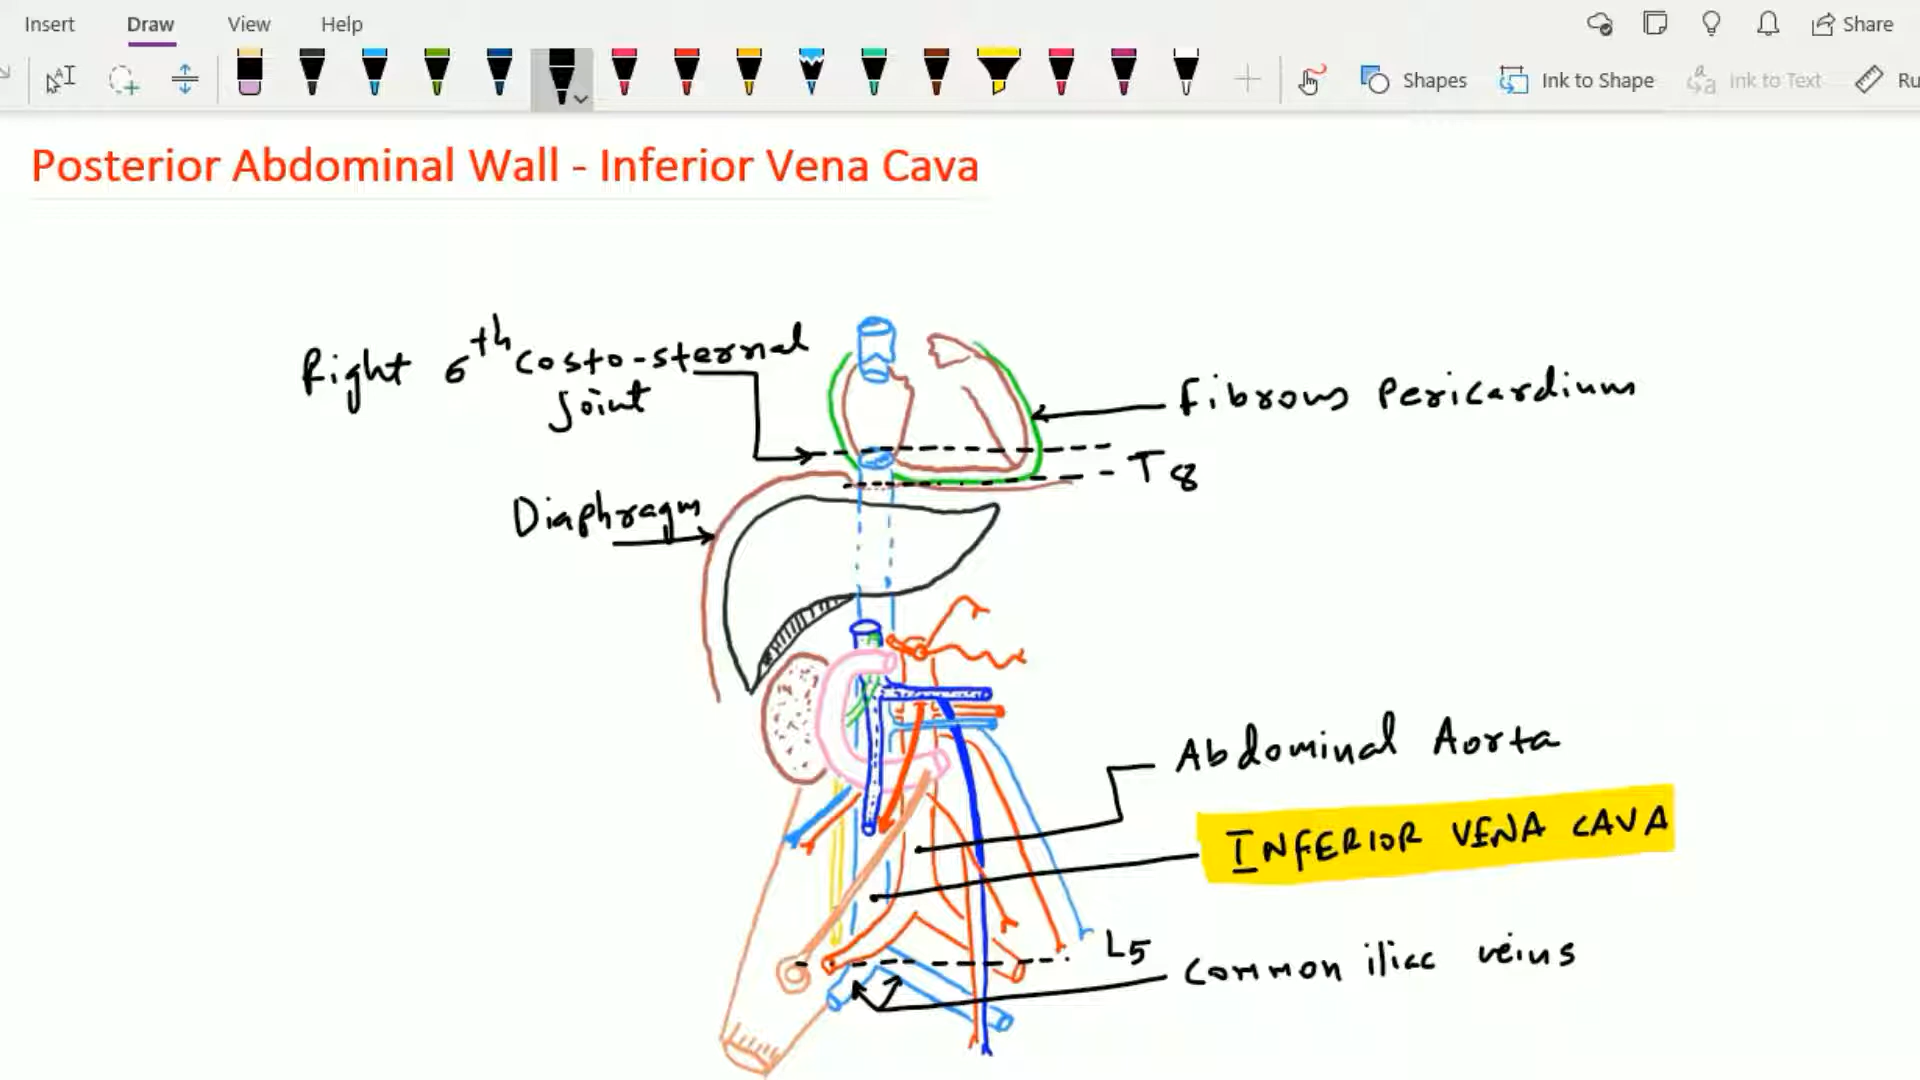 Insert Draw View Help Share
Shapes Ink to Shape Ink to Text Ru
Posterior Abdominal Wall - Inferior Vena Cava
Right 6th costo-sternal
Joint
Fibrous Pericardium
T8
Diaphragm
Abdominal Aorta
INFERIOR VENA CAVA
L5
Common iliac veins